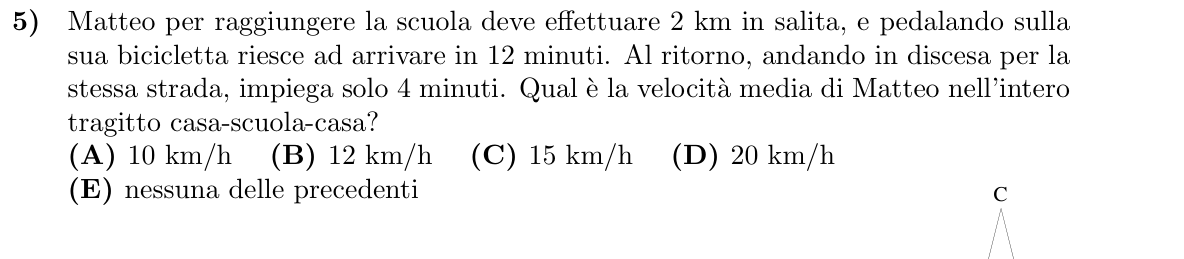 5) Matteo per raggiungere la scuola deve effettuare 2 km in salita, e pedalando sulla
sua bicicletta riesce ad arrivare in 12 minuti. Al ritorno, andando in discesa per la
stessa strada, impiega solo 4 minuti. Qual è la velocità media di Matteo nell'intero
tragitto casa-scuola-casa?
(A) 10 km/h (B) 12 km/h (C) 15 km/h (D) 20 km/h
(E) nessuna delle precedenti
C